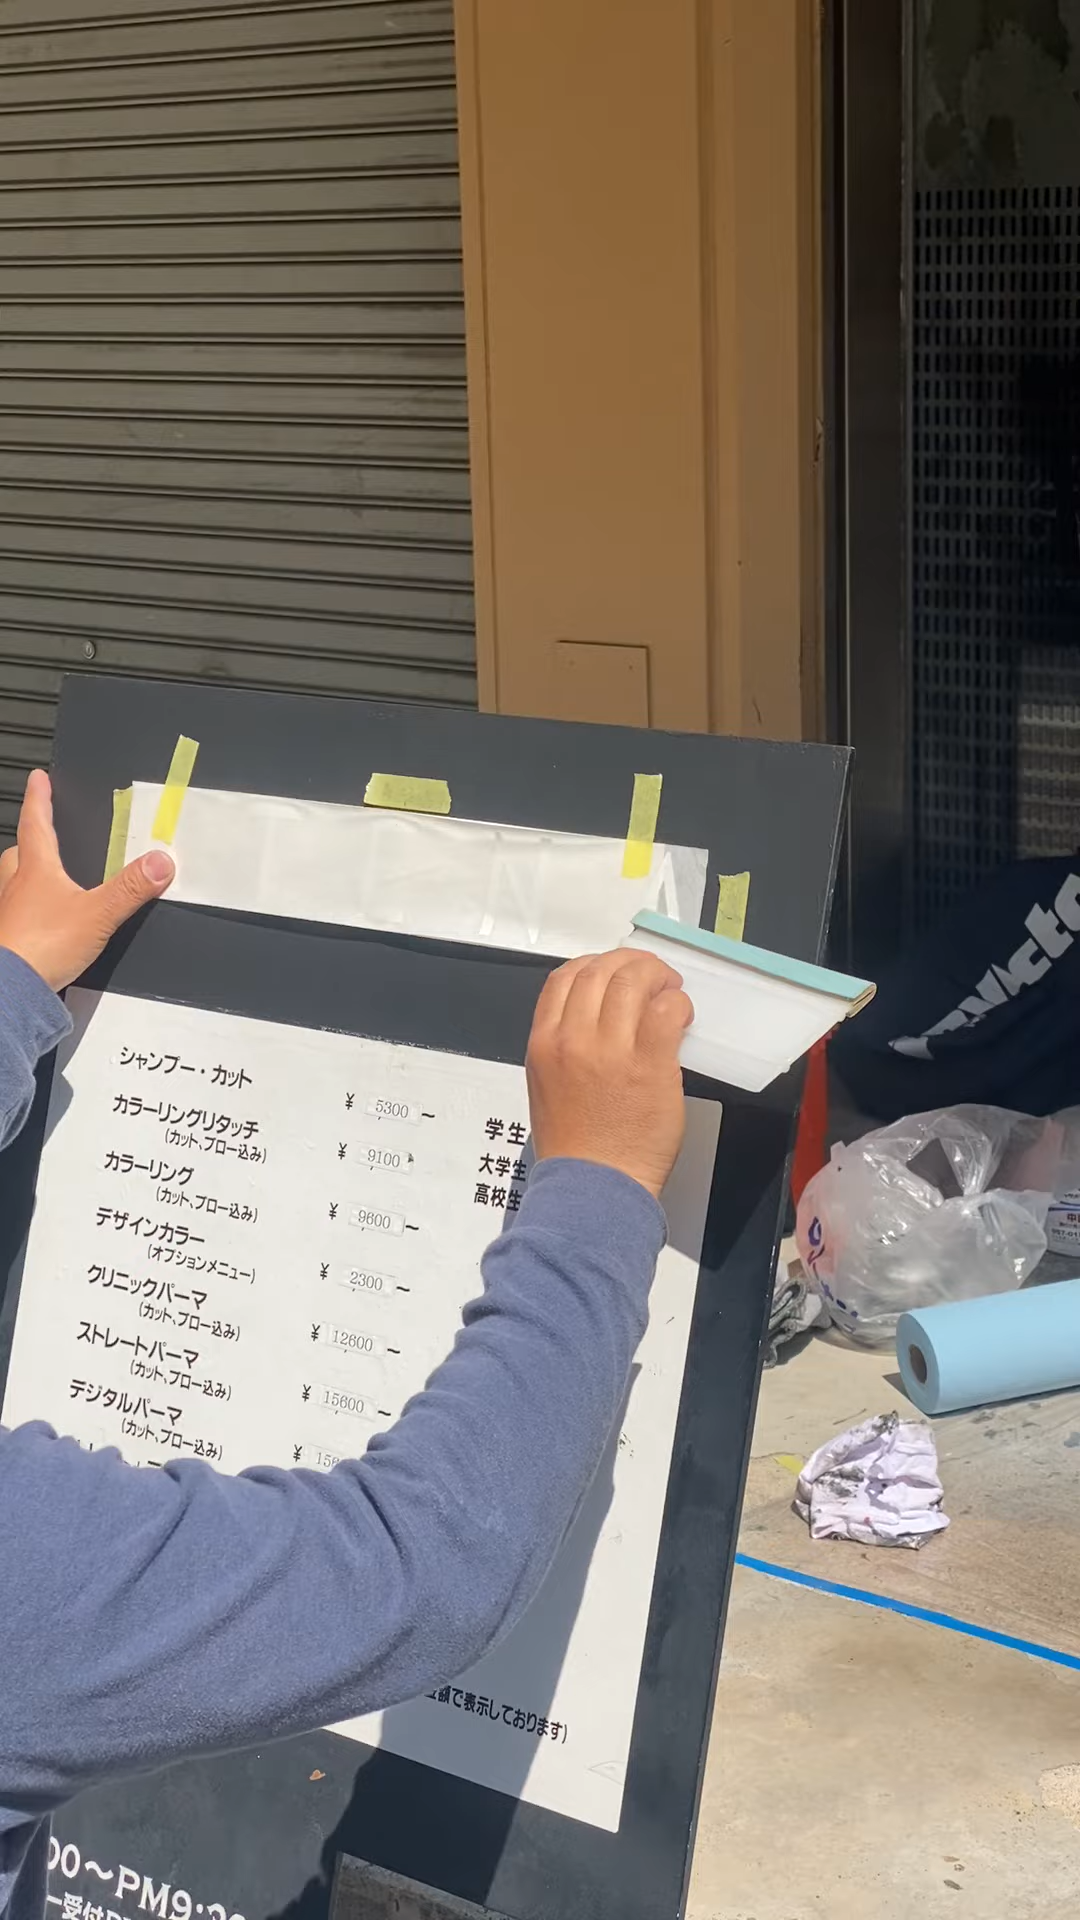 シャンプー・カット ¥ 5300 ~
カラーリングリタッチ ¥ 9100
(カット、ブロー込み)
カラーリング ¥ 9600 ~
(カット、ブロー込み)
デザインカラー ¥ 2300 ~
(オプションメニュー)
クリニックパーマ ¥ 12600 ~
(カット、ブロー込み)
ストレートパーマ ¥ 15600 ~
(カット、ブロー込み)
デジタルパーマ ¥
(カット、ブロー込み)
学生
大学生
高校生
額で表示しております)
00~PM9:
受付